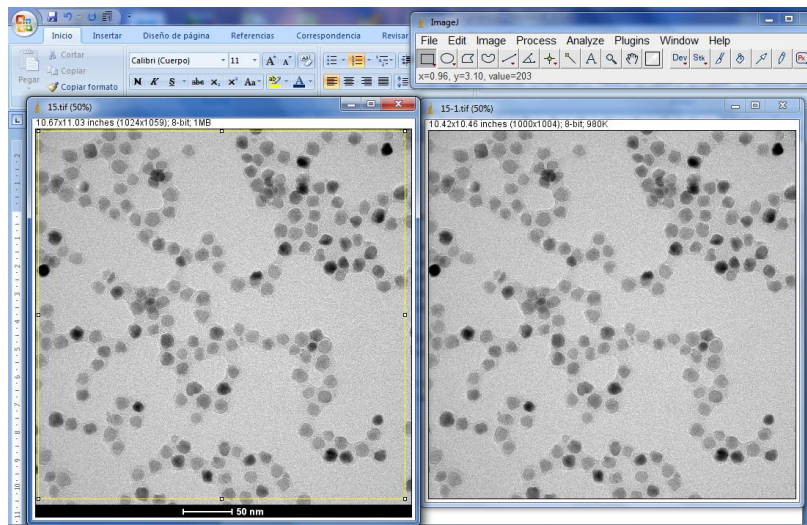 Inicio Insertar Diseño de página Referencias Correspondencia Revisar
Cortar
Copiar
Pegar
Copiar formato
Calibri (Cuerpo) 11
ImageJ
File Edit Image Process Analyze Plugins Window Help
Dev Stk
x=0.96, y=3.10, value=203
15.tif (50%)
10.67x11.03 inches (1024x1059); 8-bit; 1MB
50 nm
15-1.tif (50%)
10.42x10.46 inches (1000x1004); 8-bit; 980K